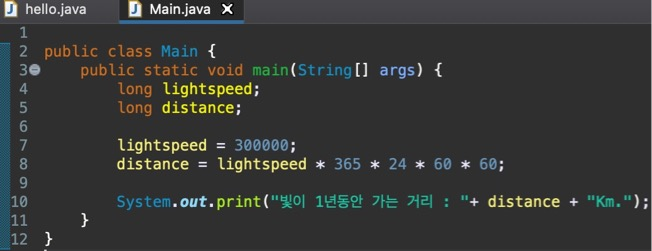 hello.java Main.java
1
2 public class Main {
3 public static void main(String[] args) {
4 long lightspeed;
5 long distance;
6
7 lightspeed = 300000;
8 distance = lightspeed * 365 * 24 * 60 * 60;
9
10 System.out.print("빛이 1년동안 가는 거리 : "+ distance + "Km.");
11 }
12 }